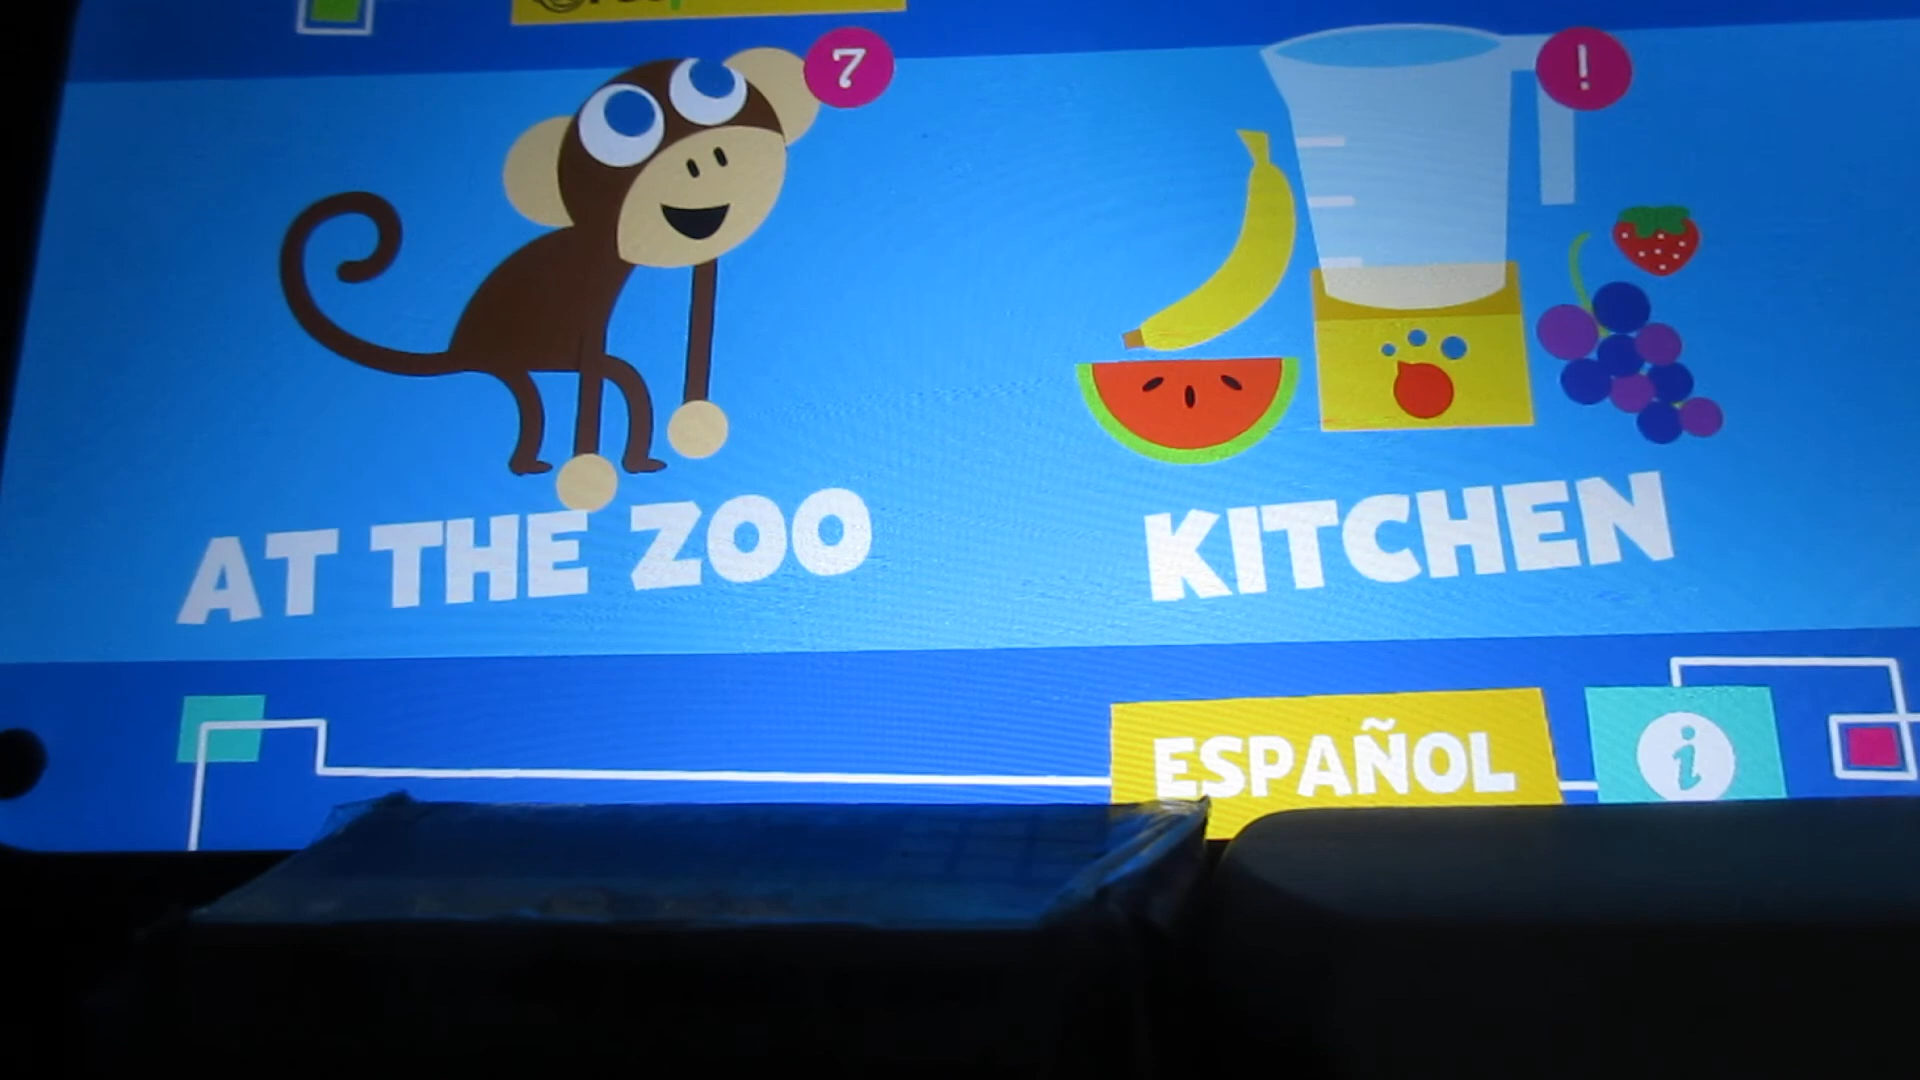 7
!
AT THE ZOO
KITCHEN
ESPAÑOL
i